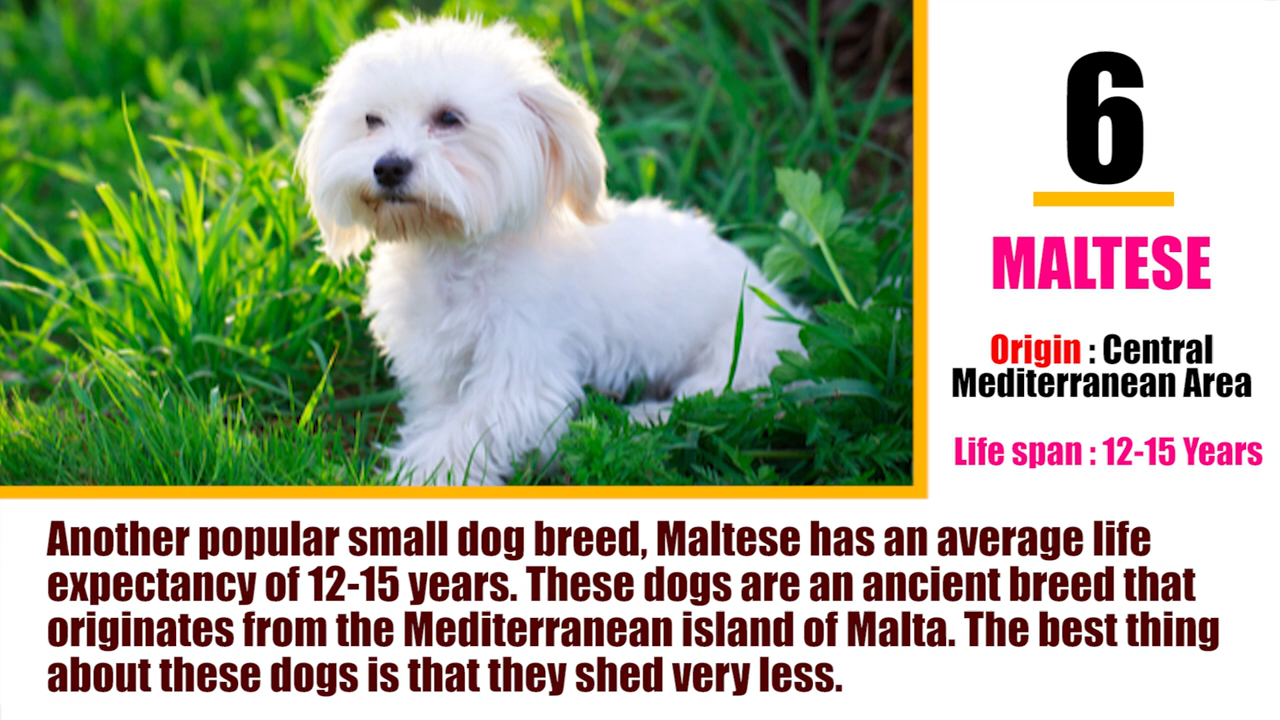 6
MALTESE
Origin : Central
Mediterranean Area
Life span : 12-15 Years
Another popular small dog breed, Maltese has an average life
expectancy of 12-15 years. These dogs are an ancient breed that
originates from the Mediterranean island of Malta. The best thing
about these dogs is that they shed very less.